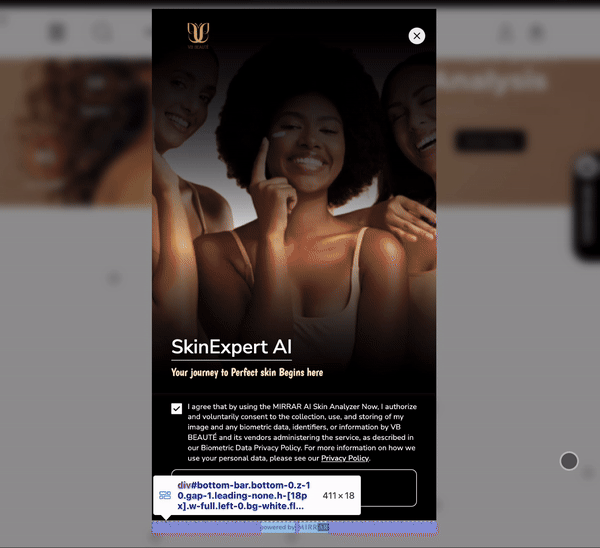 VB BEAUTÉ
Analysis
SkinExpert AI
Your journey to Perfect skin Begins here
I agree that by using the MIRRAR AI Skin Analyzer Now, I authorize
and voluntarily consent to the collection, use, and storing of my
image and any biometric data, identifiers, or information by VB
BEAUTÉ and its vendors administering the service, as described in
our Biometric Data Privacy Policy. For more information on how we
use your personal data, please see our Privacy Policy.
div#bottom-bar.bottom-0.z-1
0.gap-1.leading-none.h-[18p
x].w-full.left-0.bg-white.fl...
411 × 18
powered by MIRRAR